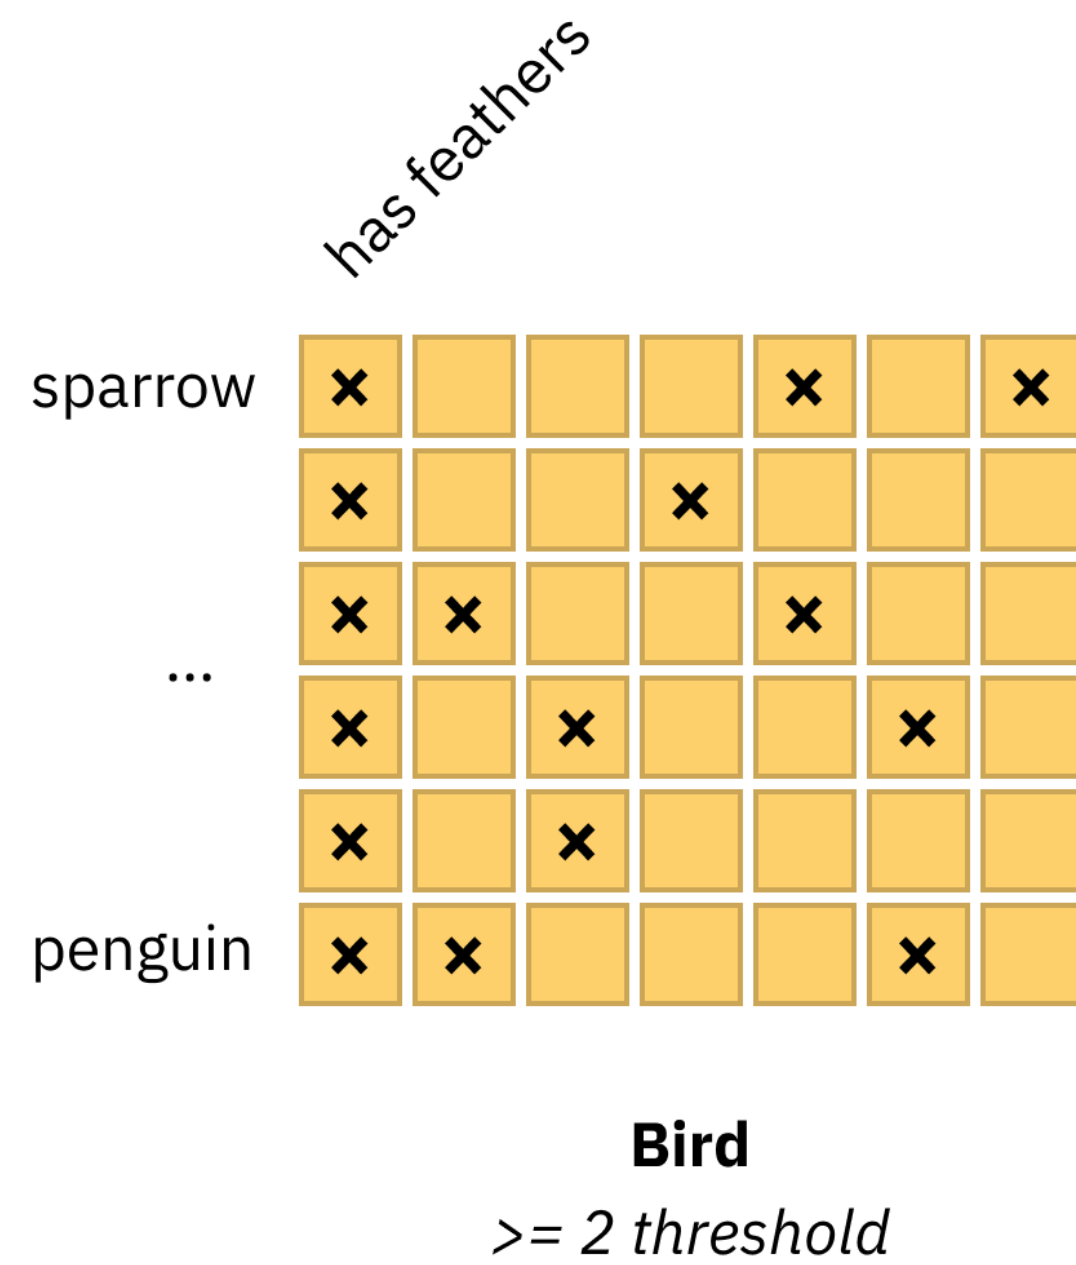 has feathers
sparrow
...
penguin
Bird
>= 2 threshold